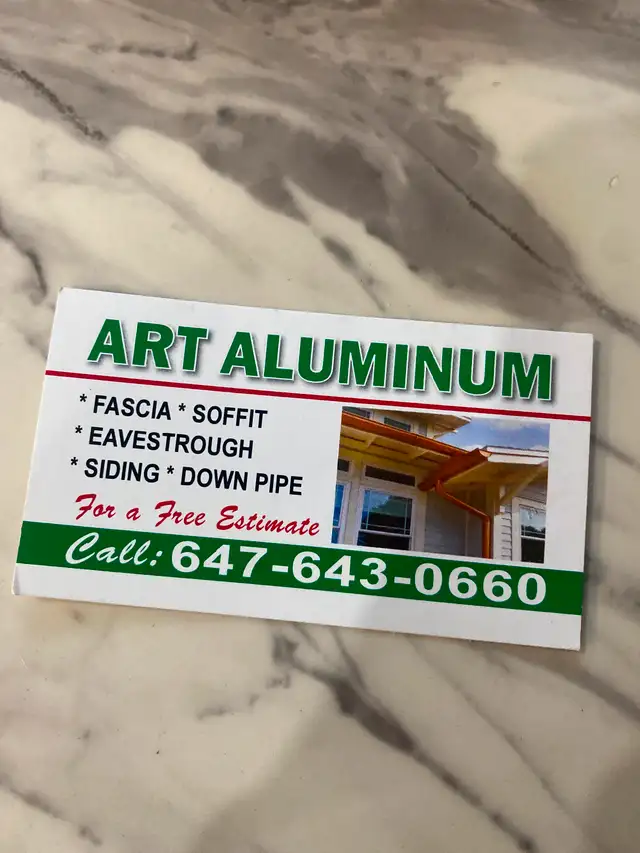 ART ALUMINUM
* FASCIA * SOFFIT
* EAVESTROUGH
* SIDING * DOWN PIPE
For a Free Estimate
Call: 647-643-0660